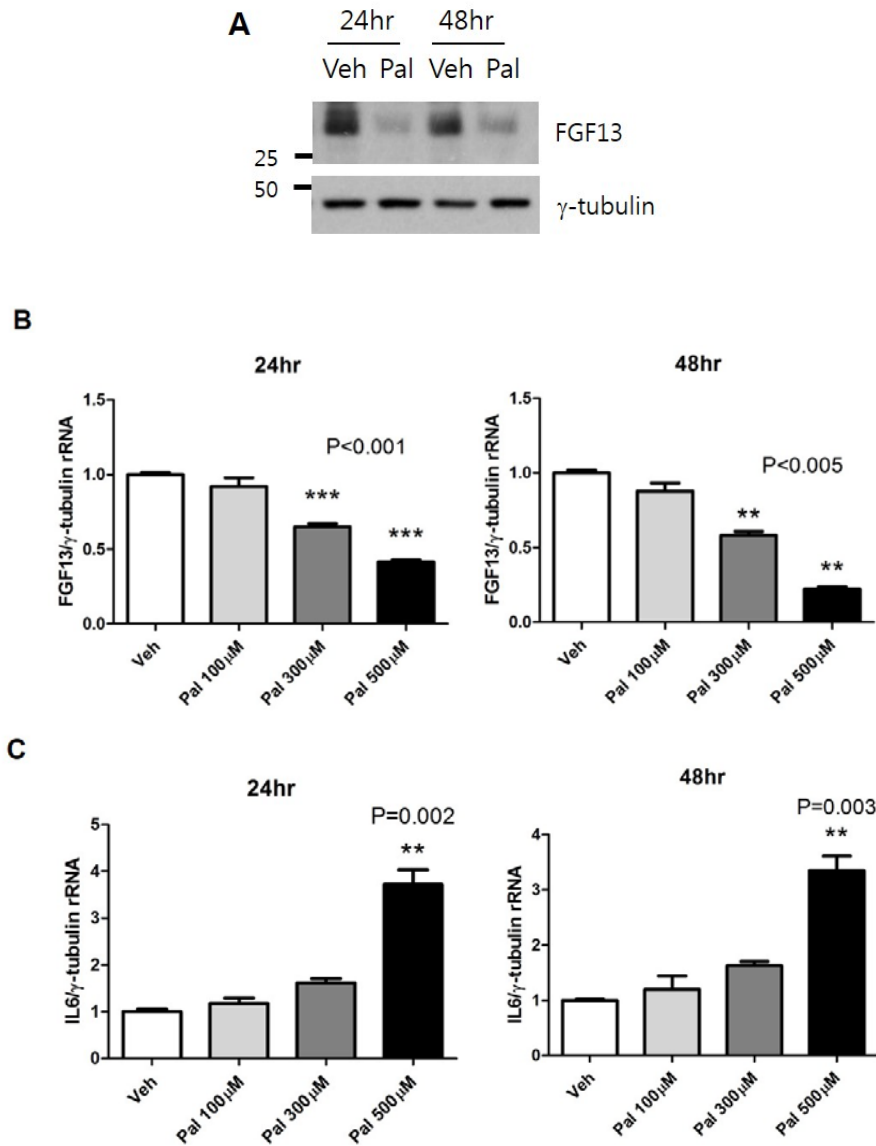 A
24hr 48hr
Veh Pal Veh Pal
FGF13
25
50
γ-tubulin
B
24hr
FGF13/γ-tubulin rRNA
1.5
1.0
0.5
0.0
P<0.001
***
***
Veh
Pal 100μM
Pal 300μM
Pal 500μM
48hr
FGF13/γ-tubulin rRNA
1.5
1.0
0.5
0.0
P<0.005
**
**
Veh
Pal 100μM
Pal 300μM
Pal 500μM
C
24hr
IL6/γ-tubulin rRNA
5
4
3
2
1
0
P=0.002
**
Veh
Pal 100μM
Pal 300μM
Pal 500μM
48hr
IL6/γ-tubulin rRNA
4
3
2
1
0
P=0.003
**
Veh
Pal 100μM
Pal 300μM
Pal 500μM